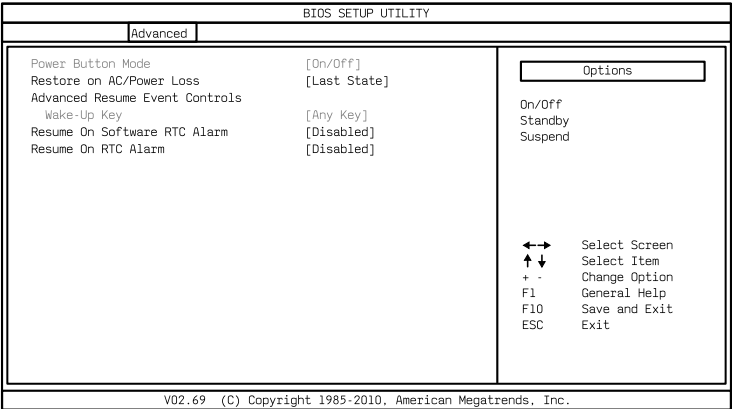 BIOS SETUP UTILITY
Advanced
Power Button Mode [On/Off]
Restore on AC/Power Loss [Last State]
Advanced Resume Event Controls
Wake-Up Key [Any Key]
Resume On Software RTC Alarm [Disabled]
Resume On RTC Alarm [Disabled]
Options
On/Off
Standby
Suspend
←→ Select Screen
↑↓ Select Item
+ - Change Option
F1 General Help
F10 Save and Exit
ESC Exit
V02.69 (C) Copyright 1985-2010, American Megatrends, Inc.